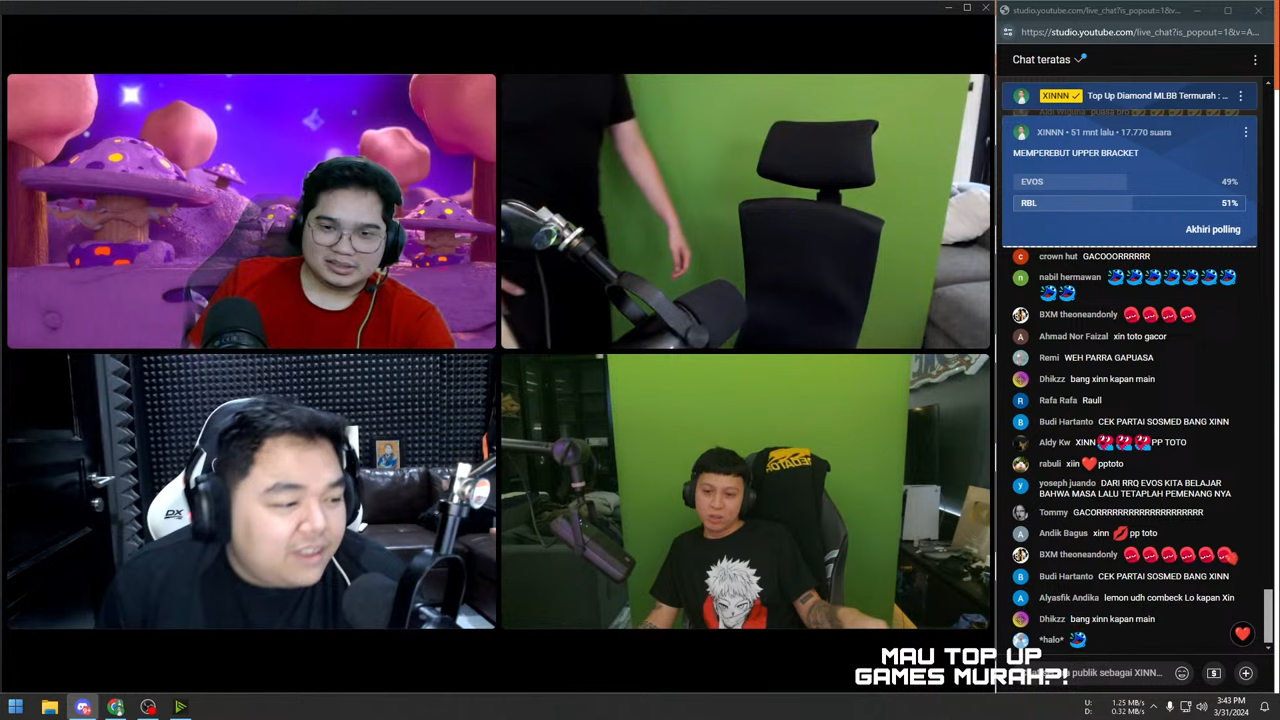 studio.youtube.com/live_chat?is_popout=1&v...
https://studio.youtube.com/live_chat?is_popout=1&v=A...
Chat teratas
XINNN Top Up Diamond MLBB Termurah : ...
XINNN • 51 mnt lalu • 17.770 suara
MEMPEREBUT UPPER BRACKET
EVOS 49%
RBL 51%
Akhiri polling
crown hut GACOOORRRRRR
nabil hermawan
BXM theoneandonly
Ahmad Nor Faizal xin toto gacor
Remi WEH PARRA GAPUASA
Dhikzz bang xinn kapan main
Rafa Rafa Raull
Budi Hartanto CEK PARTAI SOSMED BANG XINN
Aldy Kw XINN PP TOTO
rabuli xiin pptoto
yoseph juando DARI RRQ EVOS KITA BELAJAR
BAHWA MASA LALU TETAPLAH PEMENANG NYA
Tommy GACORRRRRRRRRRRRRRRRRRRR
Andik Bagus xinn pp toto
BXM theoneandonly
Budi Hartanto CEK PARTAI SOSMED BANG XINN
Alyasfik Andika lemon udh combeck Lo kapan Xin
Dhikzz bang xinn kapan main
*halo*
publik sebagai XINN...
MAU TOP UP
GAMES MURAH?!
DX
PREDATOR
U: 1.25 MB/s
D: 0.32 MB/s
3:43 PM
3/31/2024